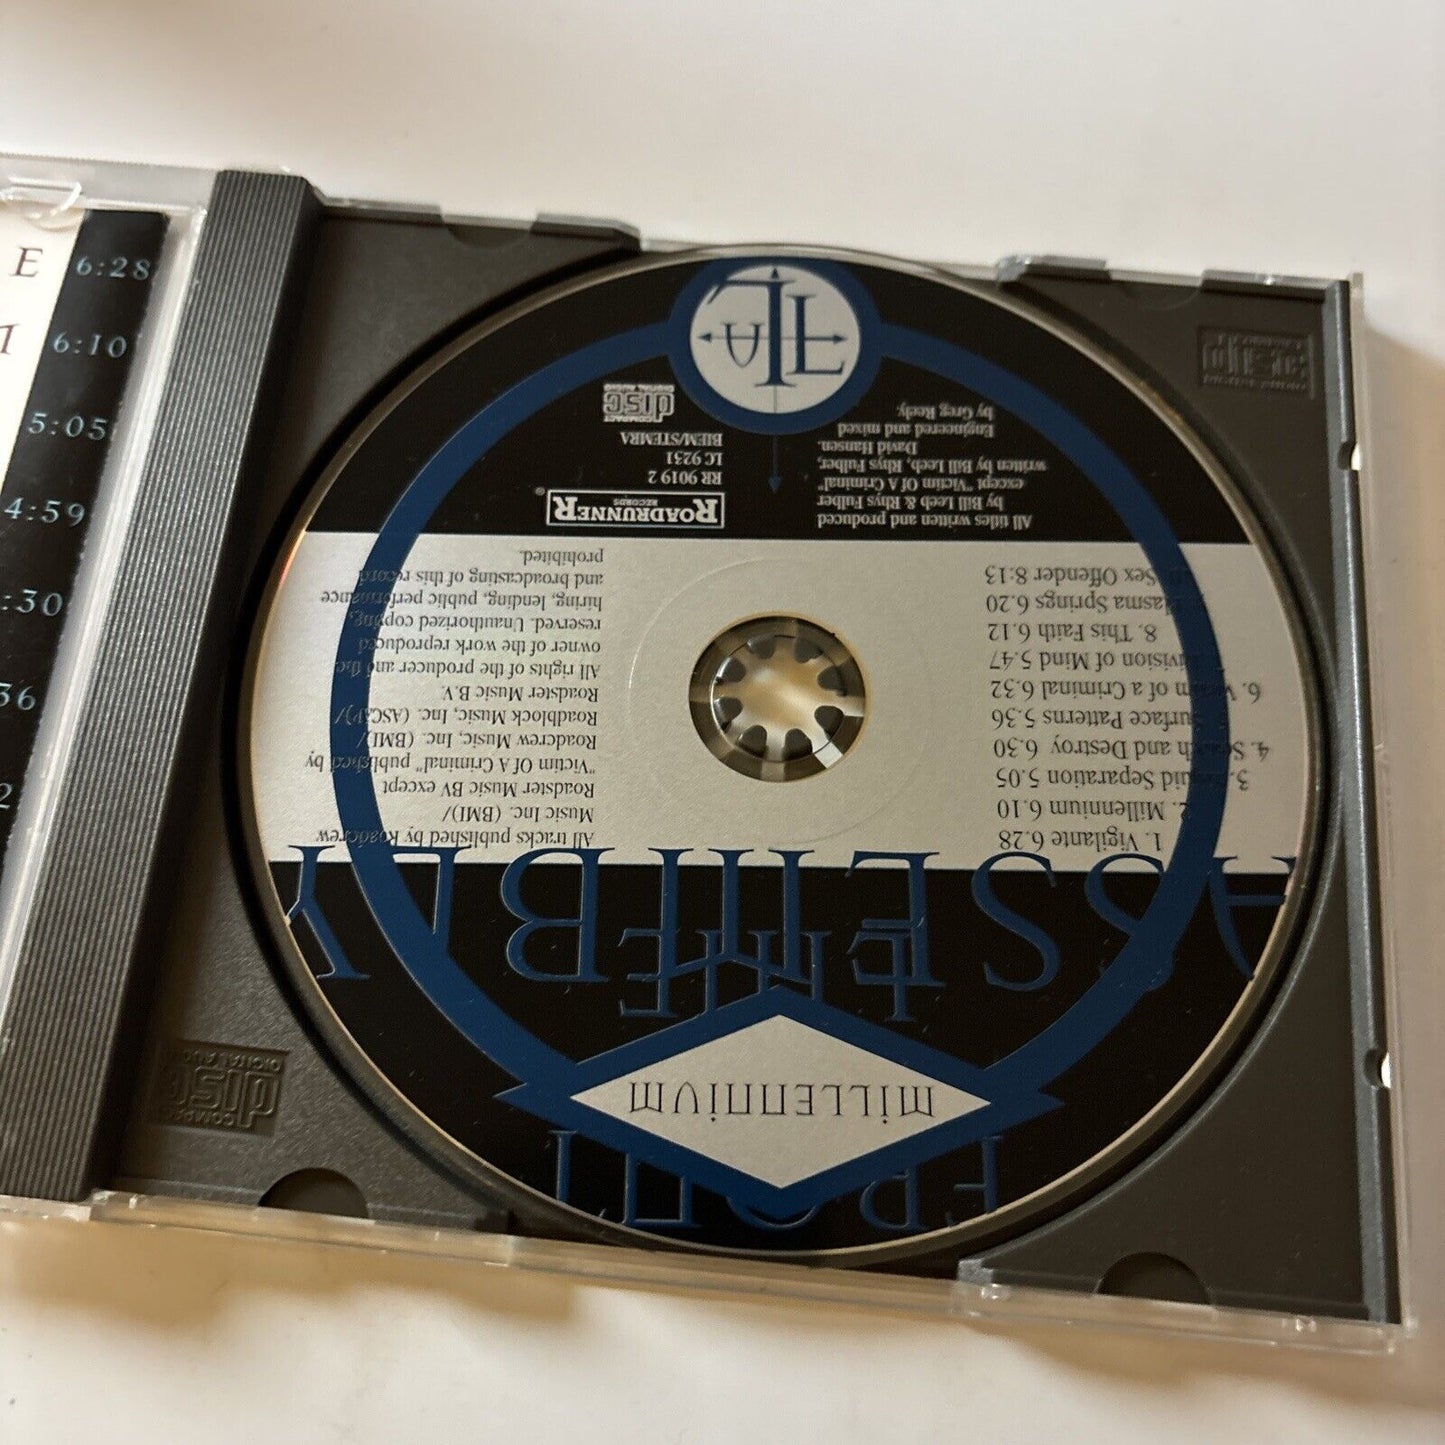 E
6:28
6:10
5:05
4:59
:30
36
2
FRONT
MILLENNIUM
LINE
ASSEMBLY
1. Vigilante 6.28
2. Millennium 6.10
3. Liquid Separation 5.05
4. Search and Destroy 6.30
Surface Patterns 5.36
6. Victim of a Criminal 6.32
Division of Mind 5.47
8. This Faith 6.12
Plasma Springs 6.20
Sex Offender 8:13
All tracks published by Roadcrew
Music Inc. (BMI)/
Roadster Music BV except
"Victim Of A Criminal" published by
Roadcrew Music, Inc. (BMI)/
Roadblock Music, Inc. (ASCAP)/
Roadster Music B.V.
All rights of the producer and the
owner of the work reproduced
reserved. Unauthorized copying,
hiring, lending, public performance
and broadcasting of this record
prohibited.
All titles written and produced
by Bill Leeb & Rhys Fulber
except "Victim Of A Criminal"
written by Bill Leeb, Rhys Fulber,
David Hansen.
Engineered and mixed
by Greg Reely.
ROADRUNNER
RECORDS
®
RR 9019 2
LC 9231
BIEM/STEMRA
COMPACT
disc
DIGITAL AUDIO
FLA
COMPACT
disc
DIGITAL AUDIO
disc